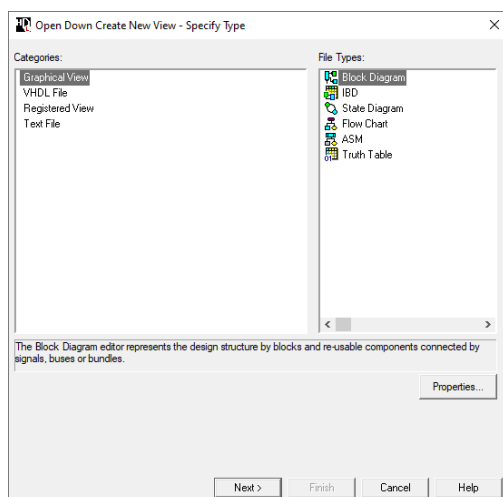 Open Down Create New View - Specify Type
Categories:
File Types:
Graphical View
VHDL File
Registered View
Text File
Block Diagram
IBD
State Diagram
Flow Chart
ASM
Truth Table
The Block Diagram editor represents the design structure by blocks and re-usable components connected by
signals, buses or bundles.
Properties...
Next >
Finish
Cancel
Help